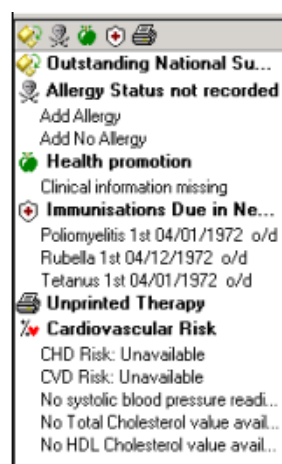 Outstanding National Su...
Allergy Status not recorded
Add Allergy
Add No Allergy
Health promotion
Clinical information missing
Immunisations Due in Ne...
Poliomyelitis 1st 04/01/1972 o/d
Rubella 1st 04/12/1972 o/d
Tetanus 1st 04/01/1972 o/d
Unprinted Therapy
Cardiovascular Risk
CHD Risk: Unavailable
CVD Risk: Unavailable
No systolic blood pressure readi...
No Total Cholesterol value avail...
No HDL Cholesterol value avail...